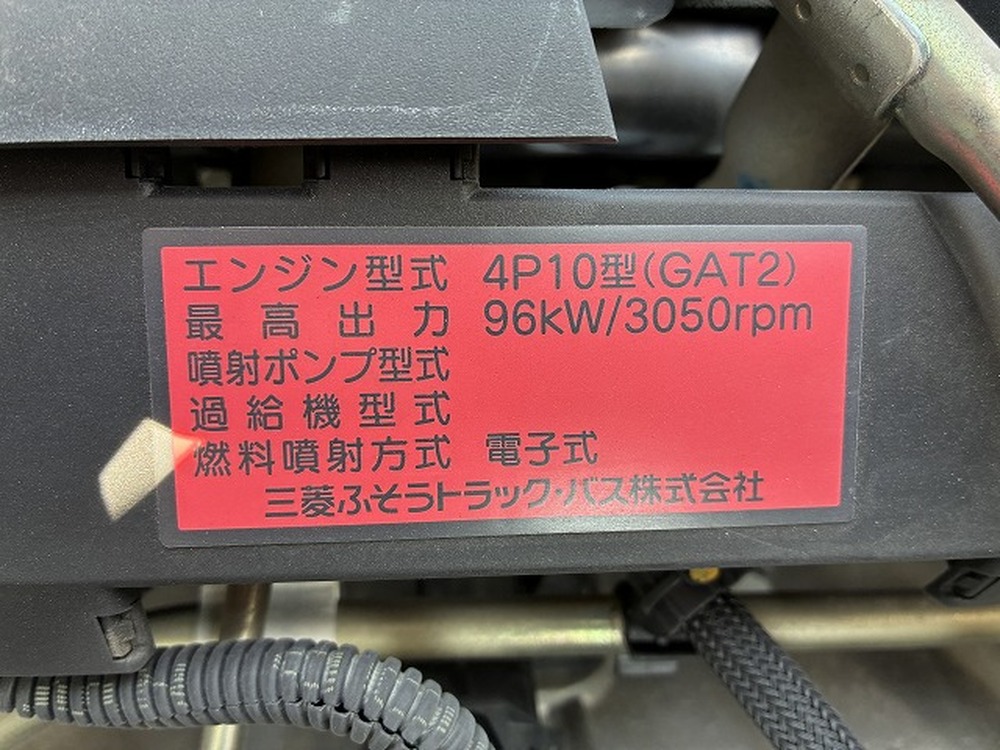 エンジン型式 4P10型(GAT2)
最高出力 96kW/3050rpm
噴射ポンプ型式
過給機型式
燃料噴射方式 電子式
三菱ふそうトラック・バス株式会社